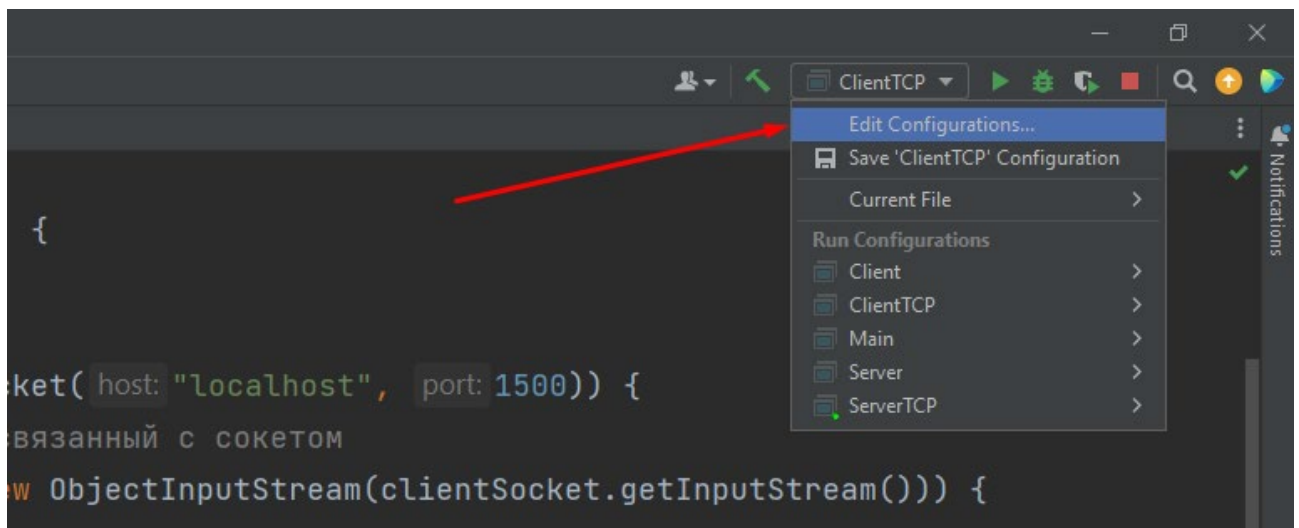 ClientTCP
Edit Configurations...
Save 'ClientTCP' Configuration
Current File
Run Configurations
Client
ClientTCP
Main
Server
ServerTCP
Notifications
{
ket( host: "localhost", port: 1500)) {
связанный с сокетом
w ObjectInputStream(clientSocket.getInputStream())) {